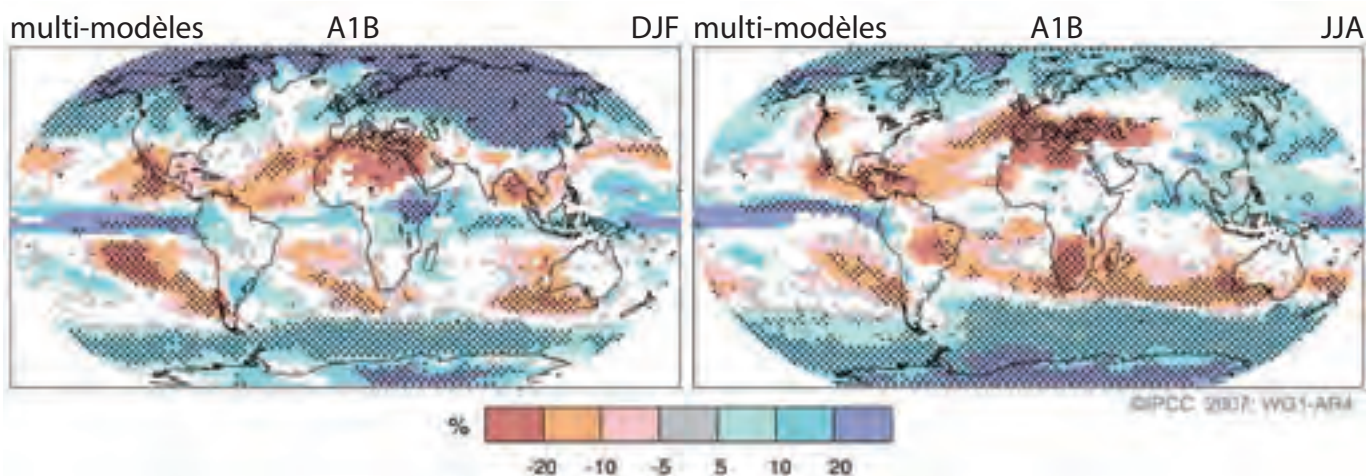 multi-modèles A1B DJF multi-modèles A1B JJA
©IPCC 2007: WG1-AR4
%
-20 -10 -5 5 10 20